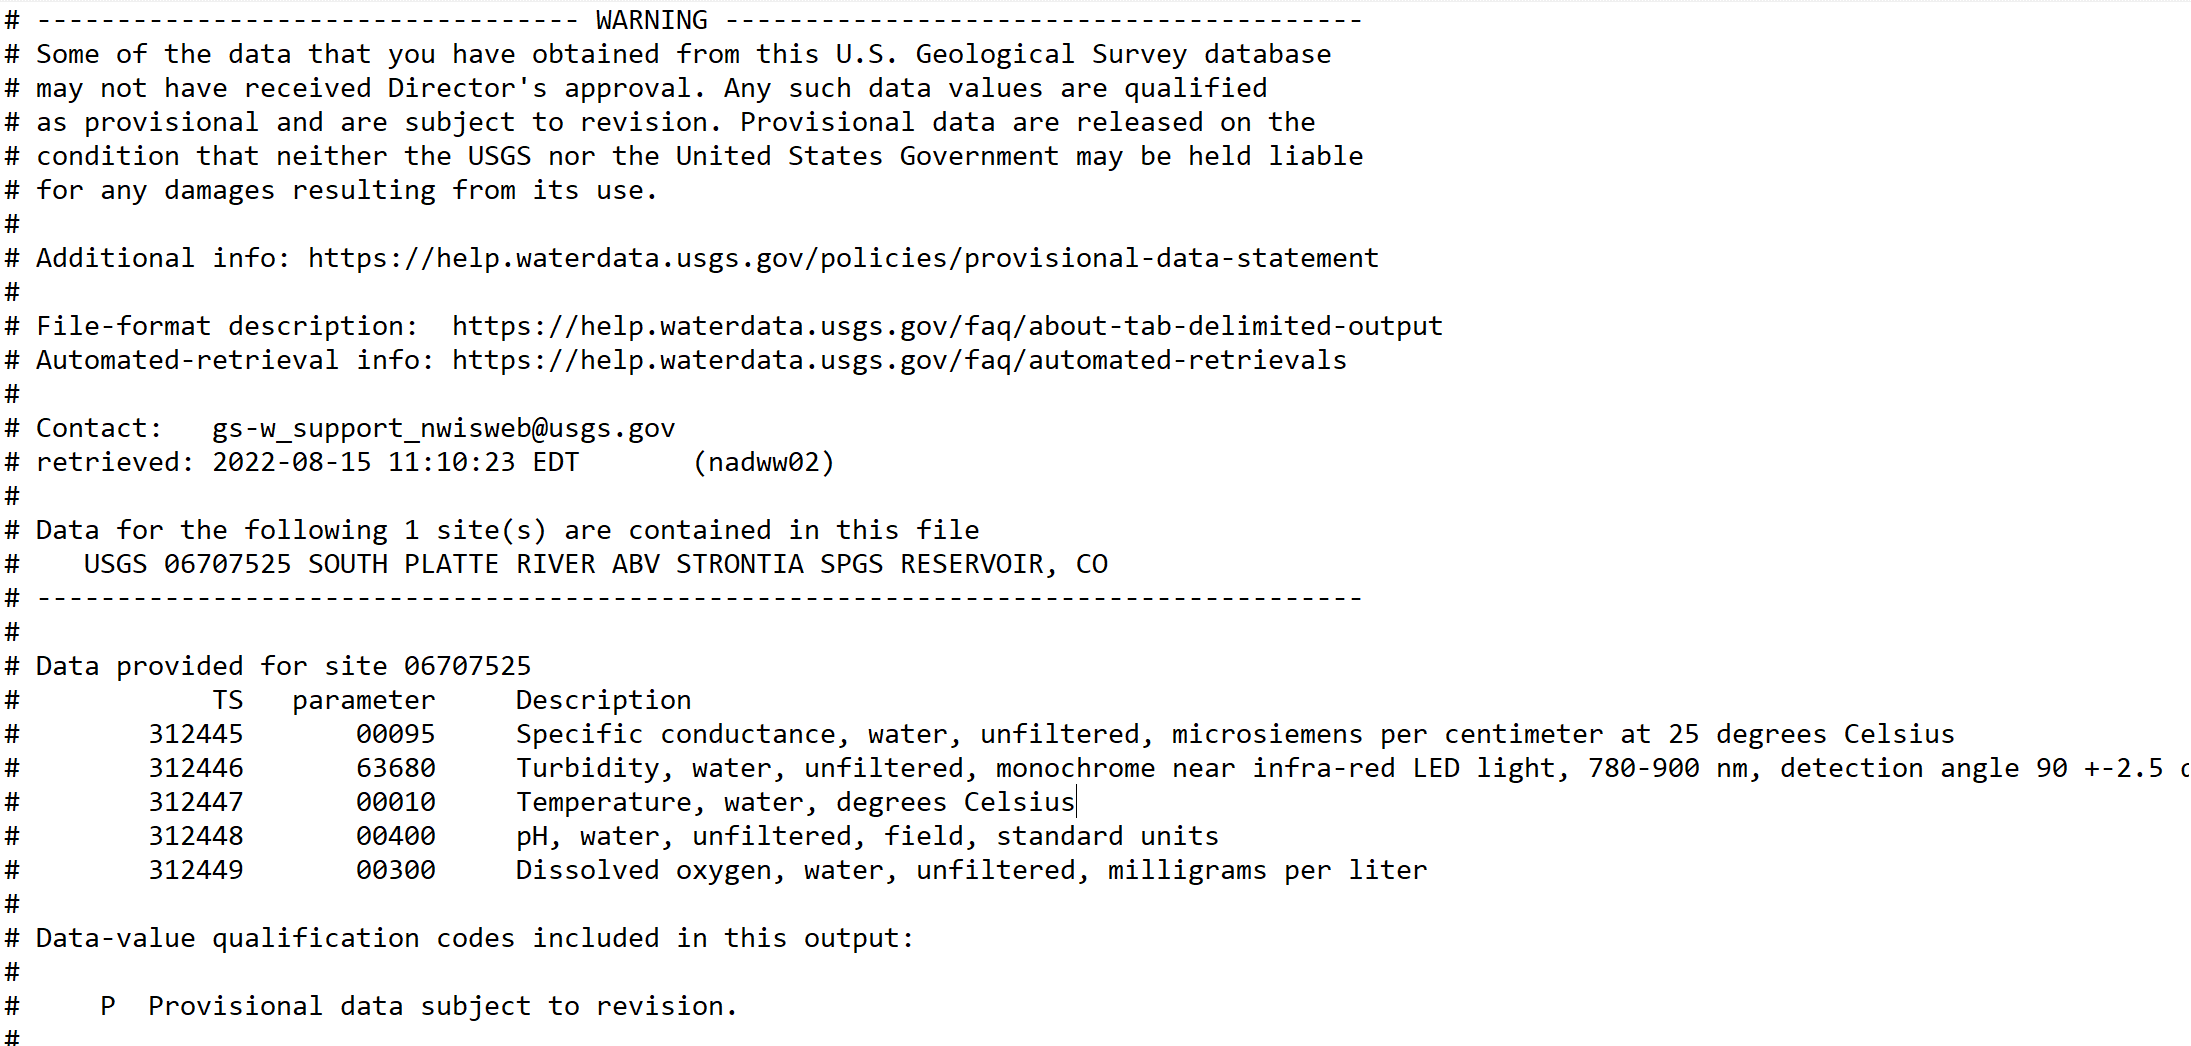 # ---------------------------------- WARNING ----------------------------------------
# Some of the data that you have obtained from this U.S. Geological Survey database
# may not have received Director's approval. Any such data values are qualified
# as provisional and are subject to revision. Provisional data are released on the
# condition that neither the USGS nor the United States Government may be held liable
# for any damages resulting from its use.
#
# Additional info: https://help.waterdata.usgs.gov/policies/provisional-data-statement
#
# File-format description:  https://help.waterdata.usgs.gov/faq/about-tab-delimited-output
# Automated-retrieval info: https://help.waterdata.usgs.gov/faq/automated-retrievals
#
# Contact:   gs-w_support_nwisweb@usgs.gov
# retrieved: 2022-08-15 11:10:23 EDT       (nadww02)
#
# Data for the following 1 site(s) are contained in this file
#    USGS 06707525 SOUTH PLATTE RIVER ABV STRONTIA SPGS RESERVOIR, CO
# -----------------------------------------------------------------------------------
#
# Data provided for site 06707525
#            TS   parameter     Description
#        312445       00095     Specific conductance, water, unfiltered, microsiemens per centimeter at 25 degrees Celsius
#        312446       63680     Turbidity, water, unfiltered, monochrome near infra-red LED light, 780-900 nm, detection angle 90 +-2.5
#        312447       00010     Temperature, water, degrees Celsius
#        312448       00400     pH, water, unfiltered, field, standard units
#        312449       00300     Dissolved oxygen, water, unfiltered, milligrams per liter
#
# Data-value qualification codes included in this output:
#
#     P  Provisional data subject to revision.
#